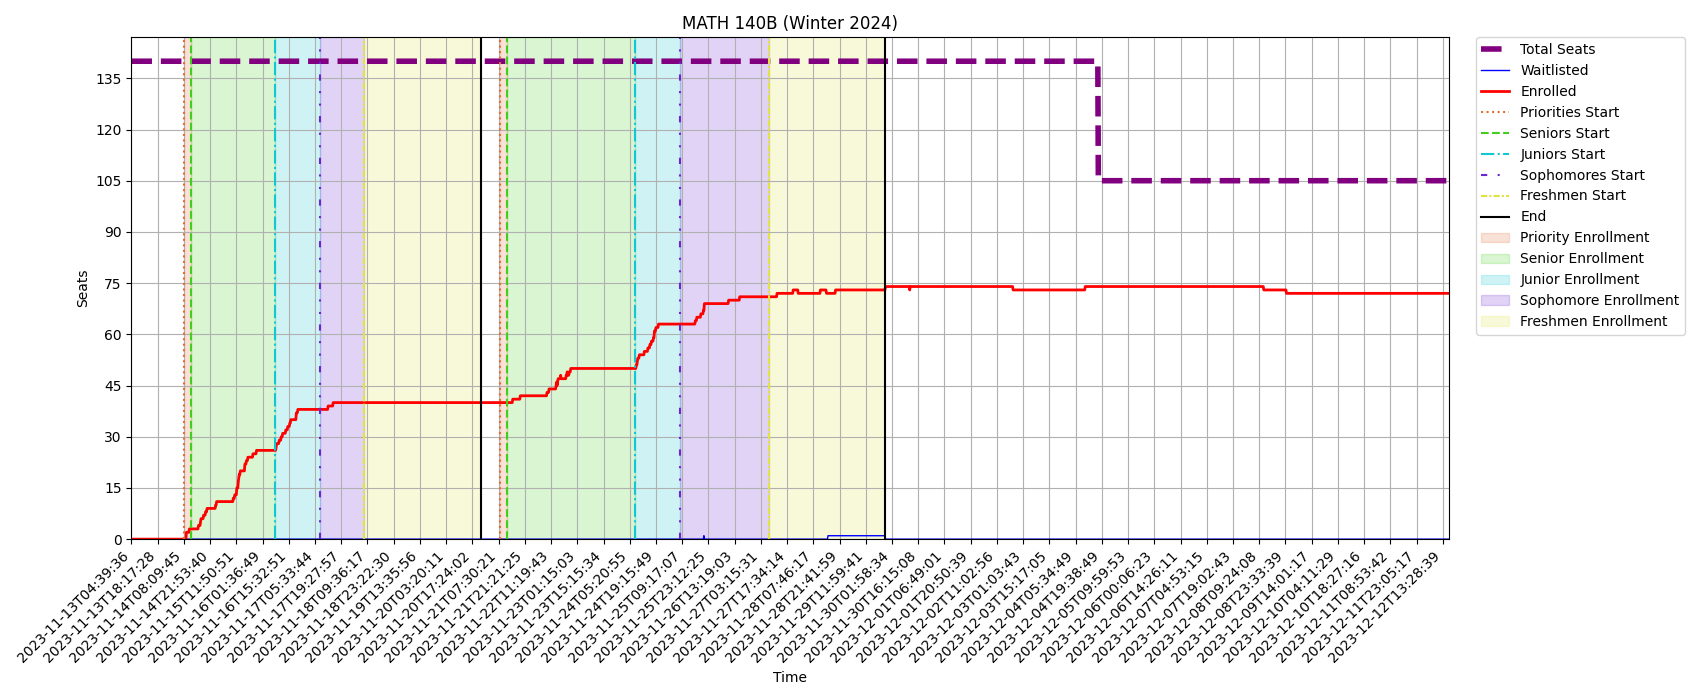 MATH 140B (Winter 2024)
Seats
135
120
105
90
75
60
45
30
15
0
2023-11-13T04:39:36
2023-11-13T18:17:28
2023-11-14T08:09:45
2023-11-14T21:53:40
2023-11-15T11:50:51
2023-11-16T01:36:49
2023-11-16T15:32:51
2023-11-17T05:33:44
2023-11-17T19:27:57
2023-11-18T09:36:17
2023-11-18T23:22:30
2023-11-19T13:35:56
2023-11-20T03:20:11
2023-11-20T17:24:02
2023-11-21T07:30:21
2023-11-21T21:21:25
2023-11-22T11:19:43
2023-11-23T01:15:03
2023-11-23T15:15:34
2023-11-24T05:20:55
2023-11-24T19:15:49
2023-11-25T09:17:07
2023-11-25T23:12:25
2023-11-26T13:19:03
2023-11-27T03:15:31
2023-11-27T17:34:14
2023-11-28T07:46:17
2023-11-28T21:41:59
2023-11-29T11:59:41
2023-11-30T01:58:34
2023-11-30T16:15:08
2023-12-01T06:49:01
2023-12-01T20:50:39
2023-12-02T11:02:56
2023-12-03T01:03:43
2023-12-03T15:17:05
2023-12-04T05:34:49
2023-12-04T19:38:49
2023-12-05T09:59:53
2023-12-06T00:06:23
2023-12-06T14:26:11
2023-12-07T04:53:15
2023-12-07T19:02:43
2023-12-08T09:24:08
2023-12-08T23:33:39
2023-12-09T14:01:17
2023-12-10T04:11:29
2023-12-10T18:27:16
2023-12-11T08:53:42
2023-12-11T23:05:17
2023-12-12T13:28:39
Time
Total Seats
Waitlisted
Enrolled
Priorities Start
Seniors Start
Juniors Start
Sophomores Start
Freshmen Start
End
Priority Enrollment
Senior Enrollment
Junior Enrollment
Sophomore Enrollment
Freshmen Enrollment